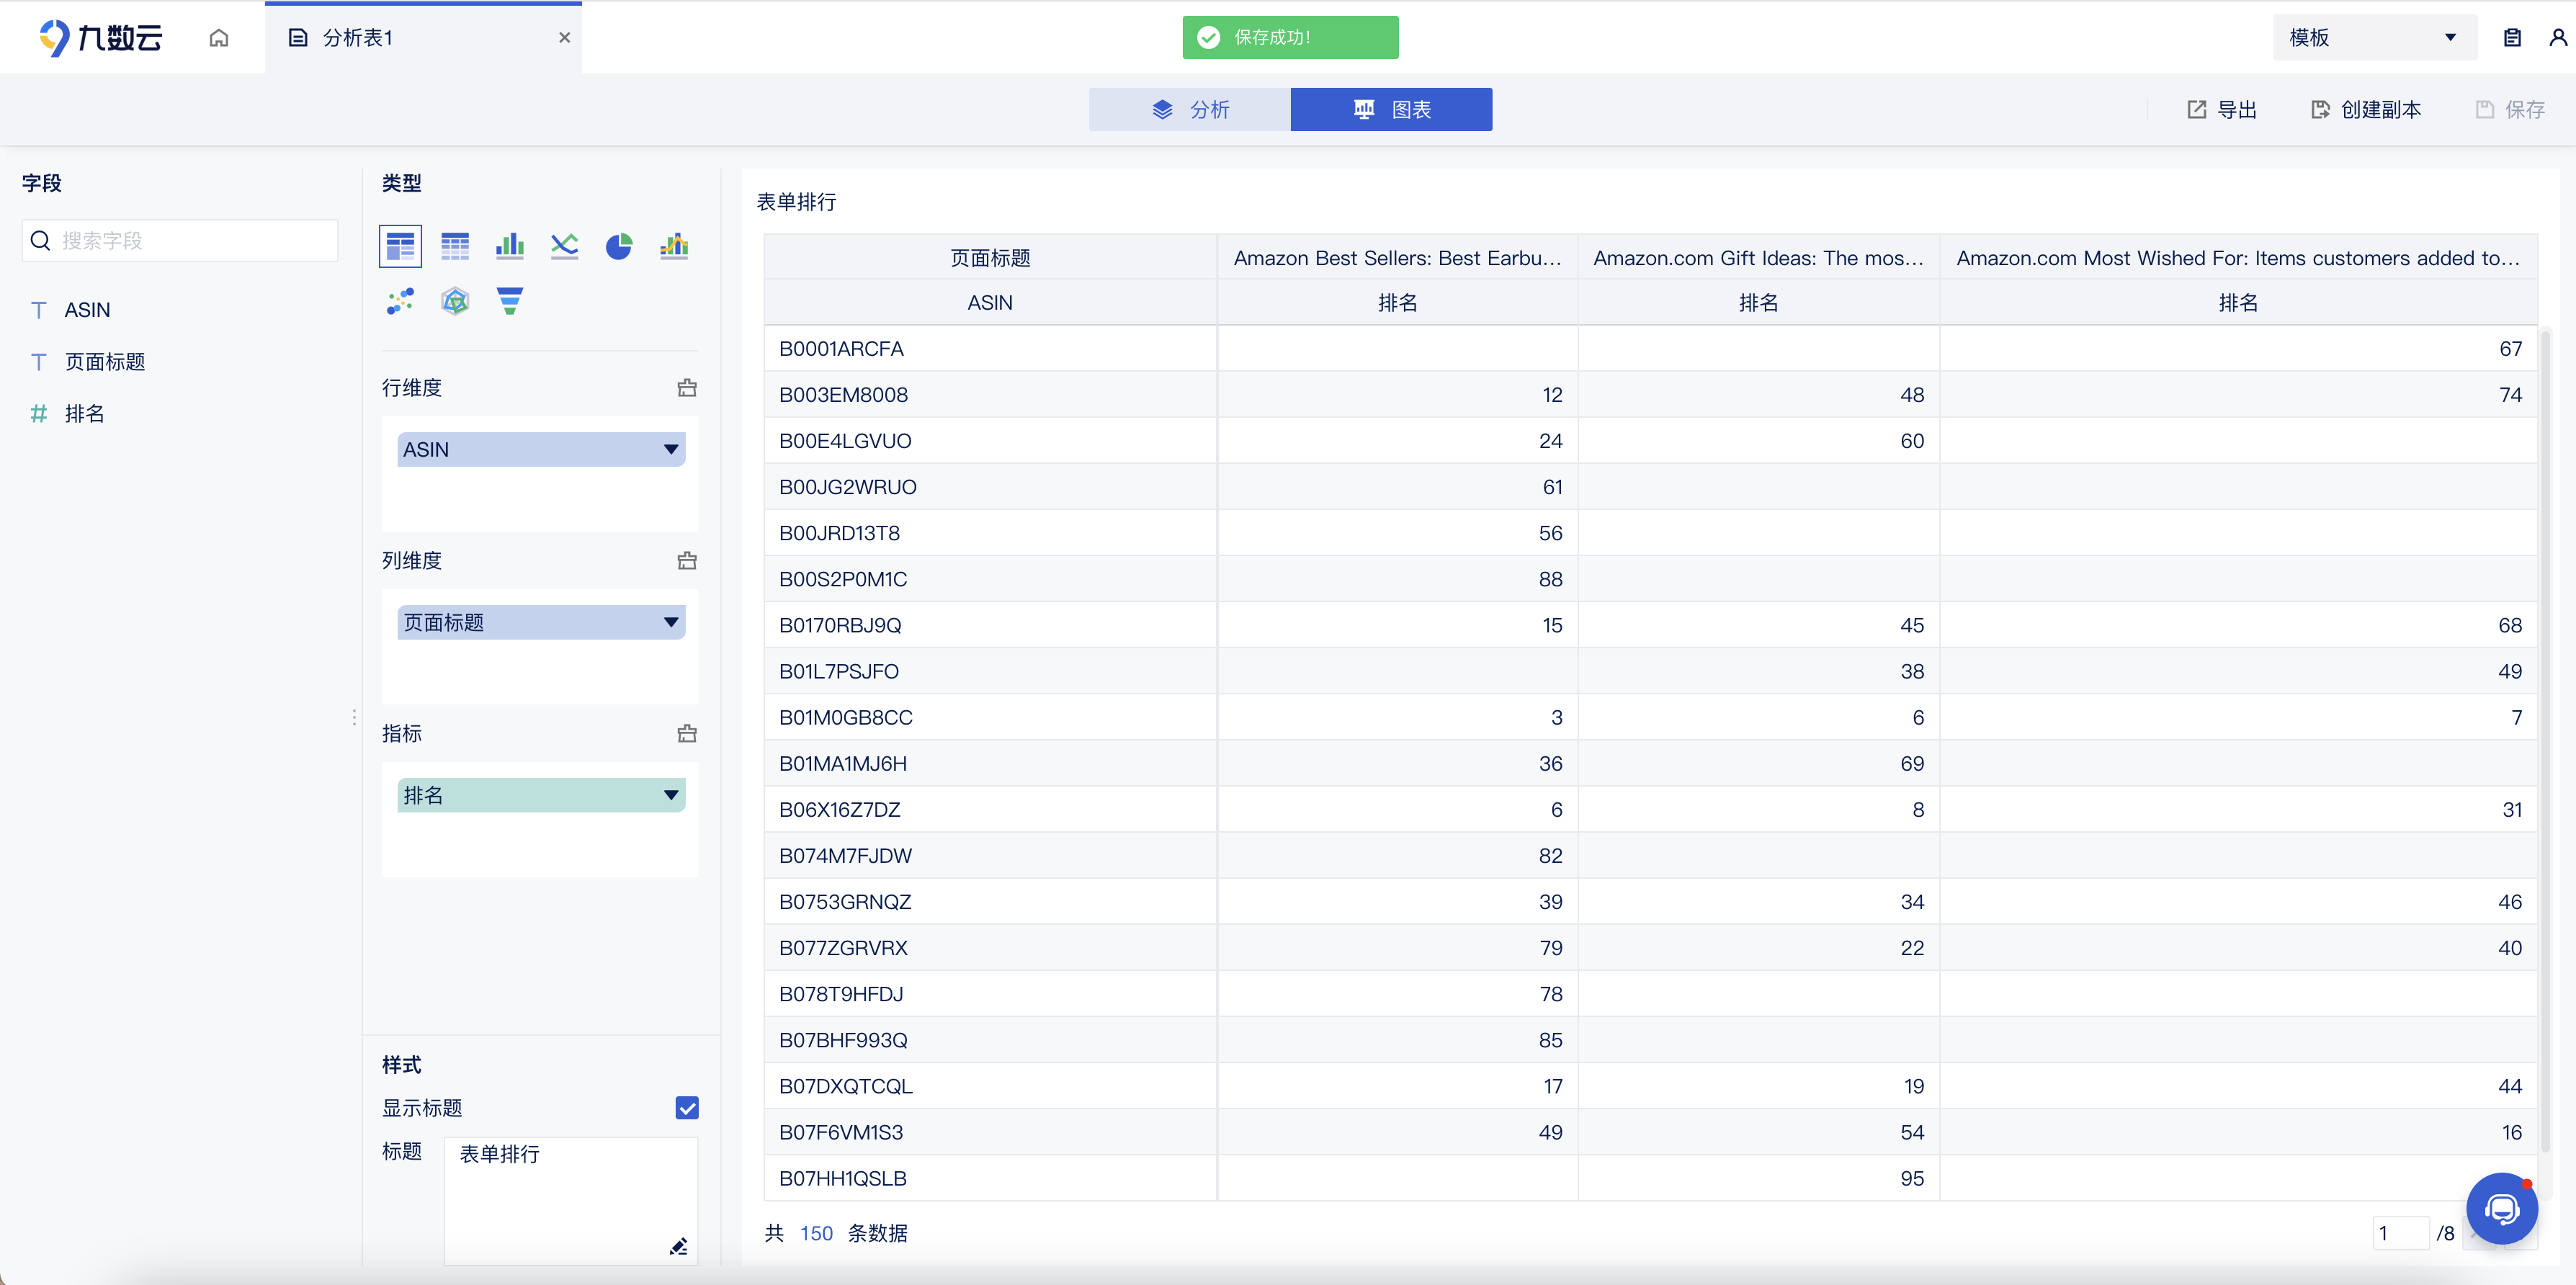 九数云
分析表1
保存成功!
模板
分析
图表
导出
创建副本
保存
字段
搜索字段
ASIN
页面标题
排名
类型
行维度
ASIN
列维度
页面标题
指标
排名
样式
显示标题
标题
表单排行
表单排行
页面标题 Amazon Best Sellers: Best Earbu... Amazon.com Gift Ideas: The mos... Amazon.com Most Wished For: Items customers added to...
ASIN 排名 排名 排名
B0001ARCFA 67
B003EM8008 12 48 74
B00E4LGVUO 24 60
B00JG2WRUO 61
B00JRD13T8 56
B00S2P0M1C 88
B0170RBJ9Q 15 45 68
B01L7PSJFO 38 49
B01M0GB8CC 3 6 7
B01MA1MJ6H 36 69
B06X16Z7DZ 6 8 31
B074M7FJDW 82
B0753GRNQZ 39 34 46
B077ZGRVRX 79 22 40
B078T9HFDJ 78
B07BHF993Q 85
B07DXQTCQL 17 19 44
B07F6VM1S3 49 54 16
B07HH1QSLB 95
共 150 条数据
1 /8